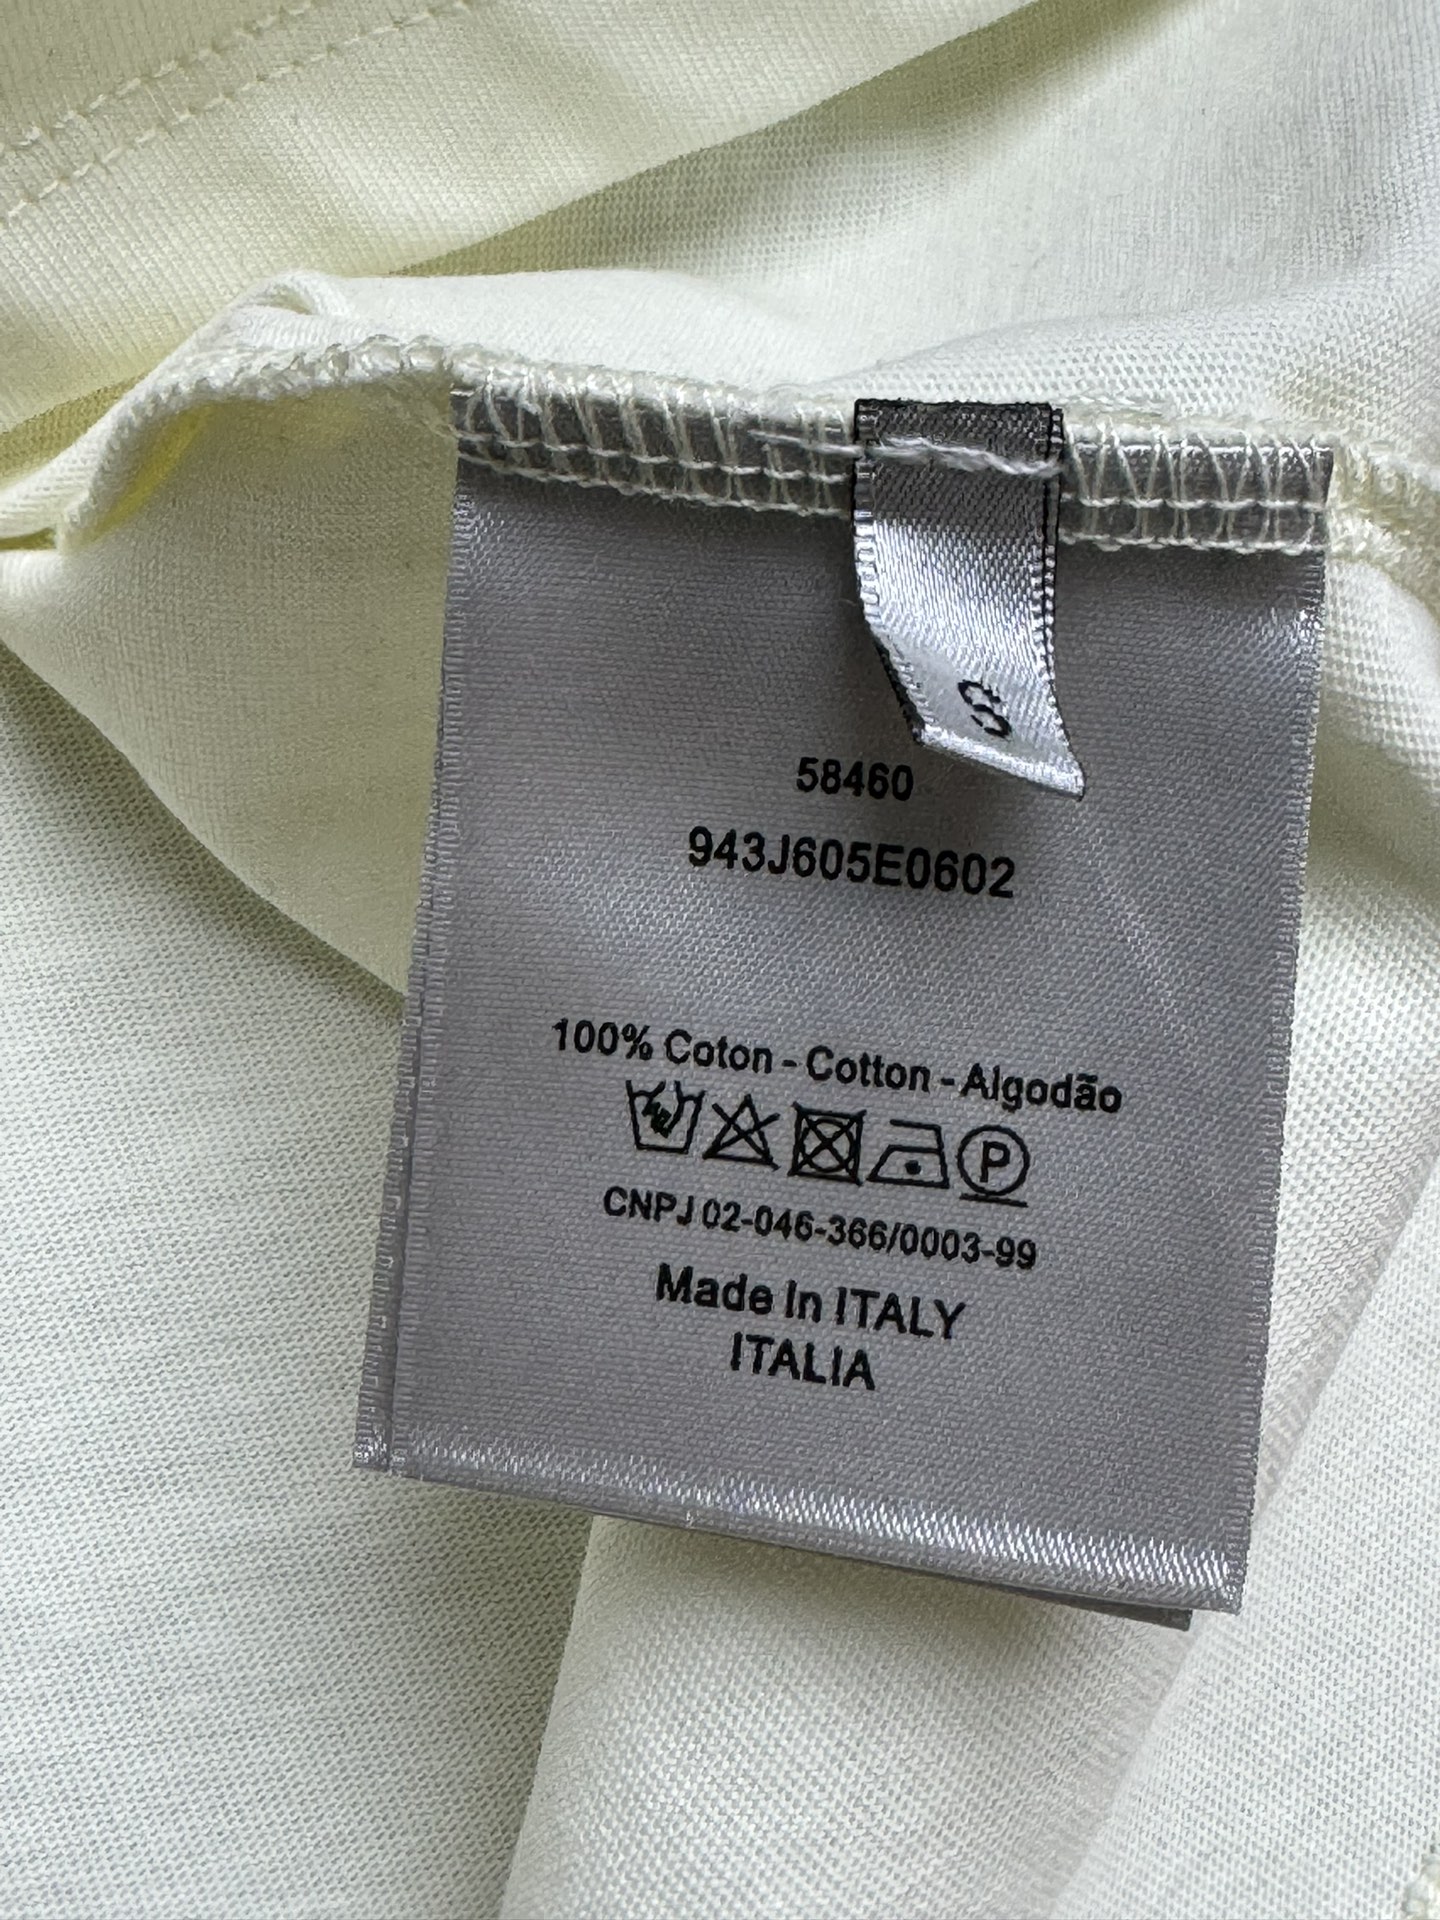 S
58460
943J605E0602
100% Coton - Cotton - Algodão
P
CNPJ 02-046-366/0003-99
Made In ITALY
ITALIA